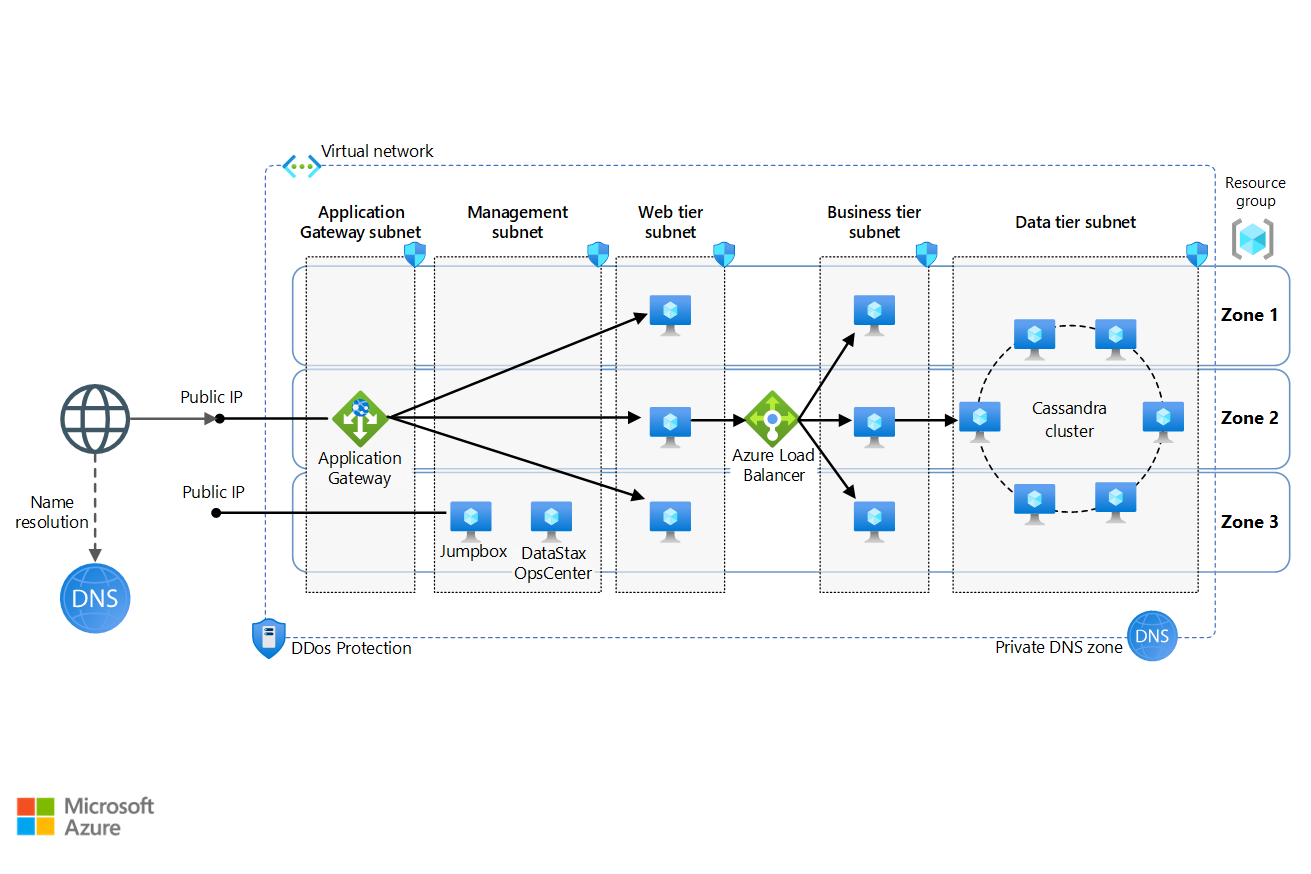 Virtual network
Resource
group
Application
Gateway subnet
Management
subnet
Web tier
subnet
Business tier
subnet
Data tier subnet
Zone 1
Public IP
Application
Gateway
Azure Load
Balancer
Cassandra
cluster
Zone 2
Public IP
Name
resolution
Jumpbox
DataStax
OpsCenter
Zone 3
DNS
DDos Protection
Private DNS zone
DNS
Microsoft
Azure